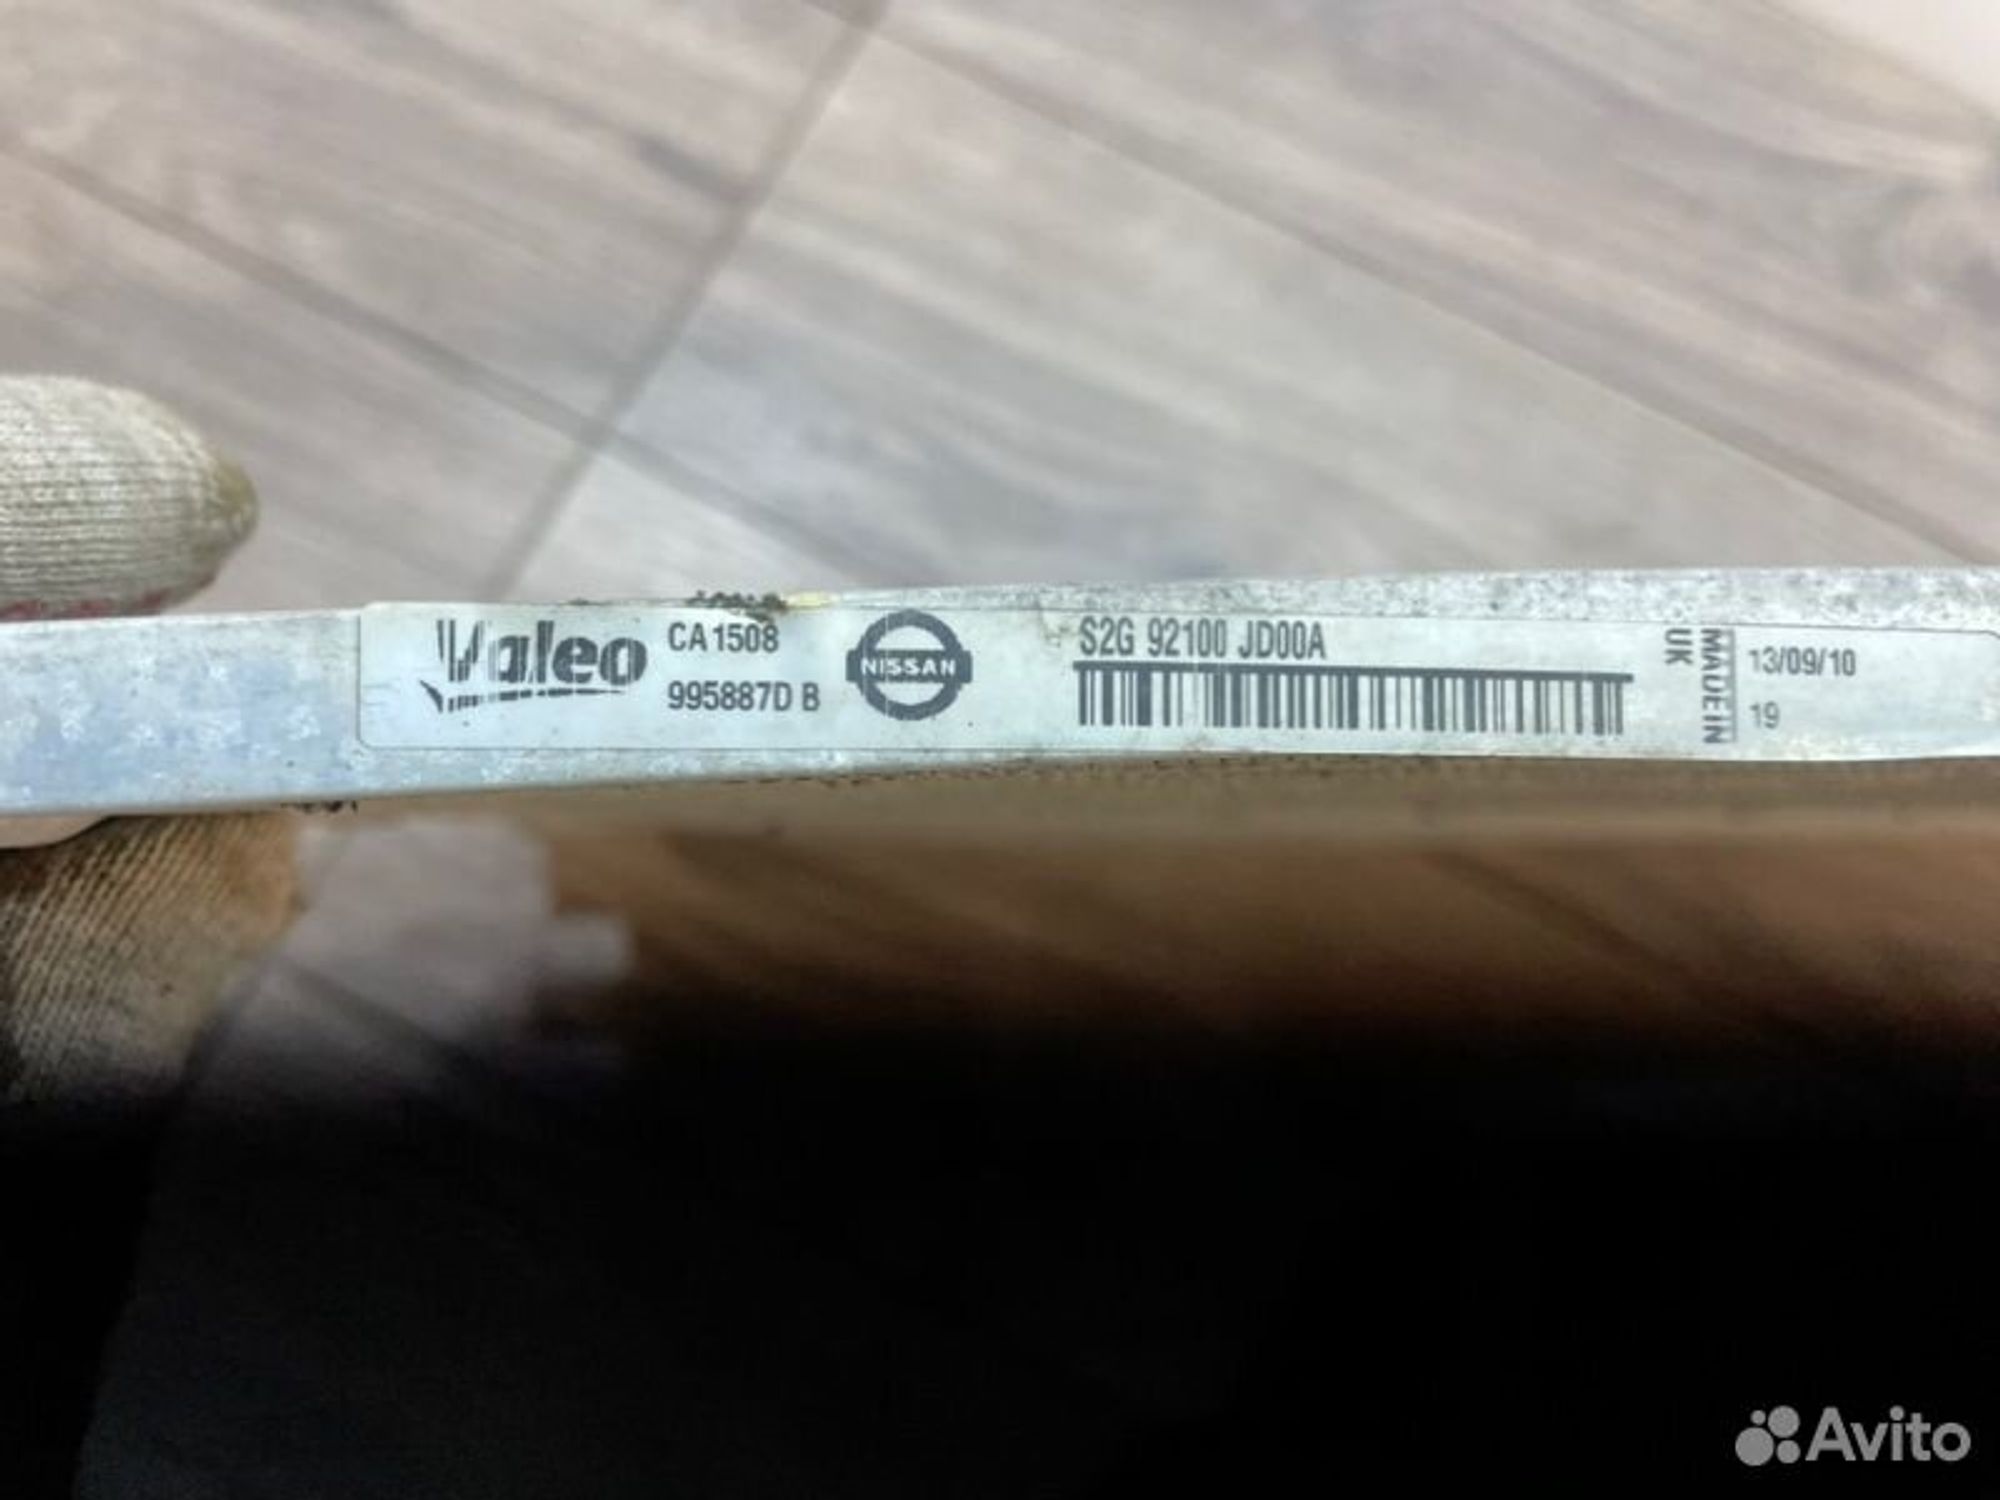 Valeo CA1508
995887D B
NISSAN
S2G 92100 JD00A
MADE IN
UK
13/09/10
19
Avito